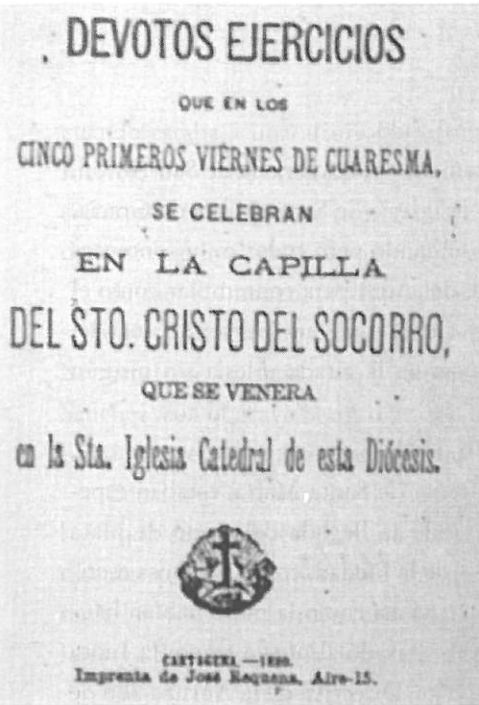 DEVOTOS EJERCICIOS
QUE EN LOS
CINCO PRIMEROS VIERNES DE CUARESMA,
SE CELEBRAN
EN LA CAPILLA
DEL STO. CRISTO DEL SOCORRO,
QUE SE VENERA
en la Sta. Iglesia Catedral de esta Diócesis.
CARTAGENA.—
Imprenta de José Requena, Aire-15.